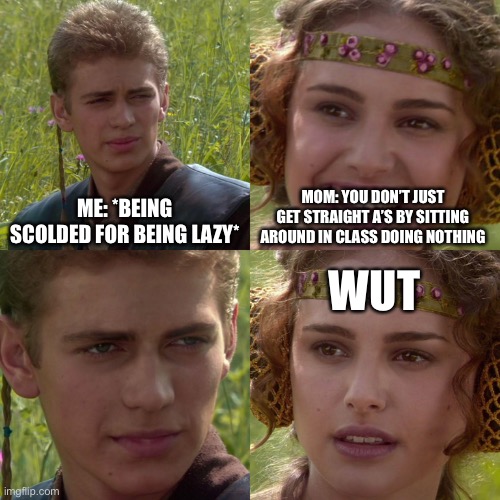 ME: *BEING
SCOLDED FOR BEING LAZY*
MOM: YOU DON'T JUST
GET STRAIGHT A'S BY SITTING
AROUND IN CLASS DOING NOTHING
WUT
imgflip.com